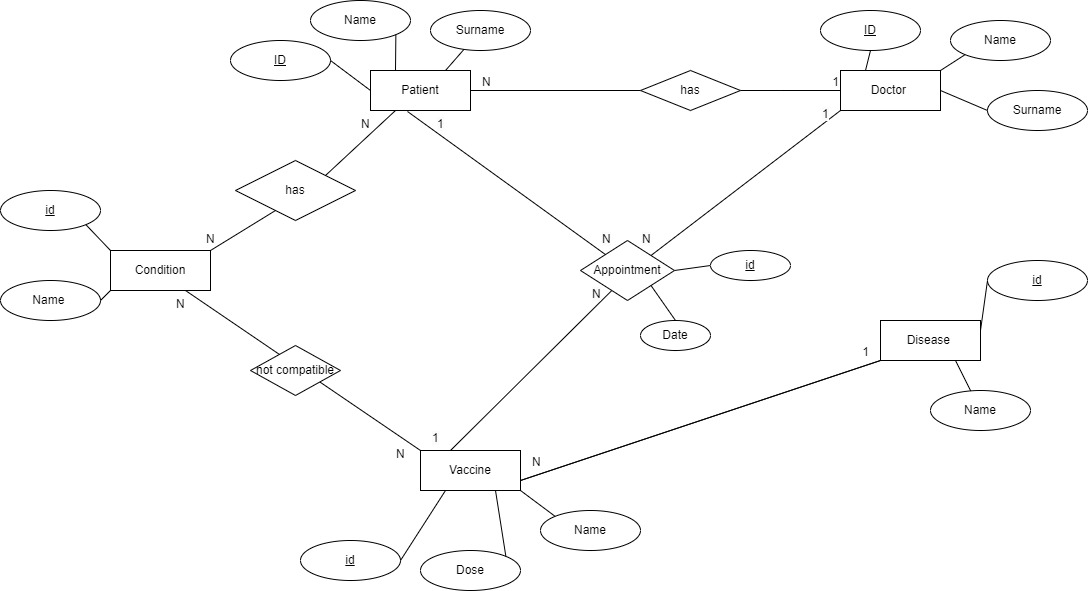 Name
Surname
ID
ID
Name
Patient
N
has
1
Doctor
Surname
N
1
1
has
id
N
N
N
Condition
Appointment
id
id
Name
N
N
Date
Disease
1
not compatible
Name
1
N
N
Vaccine
Name
id
Dose